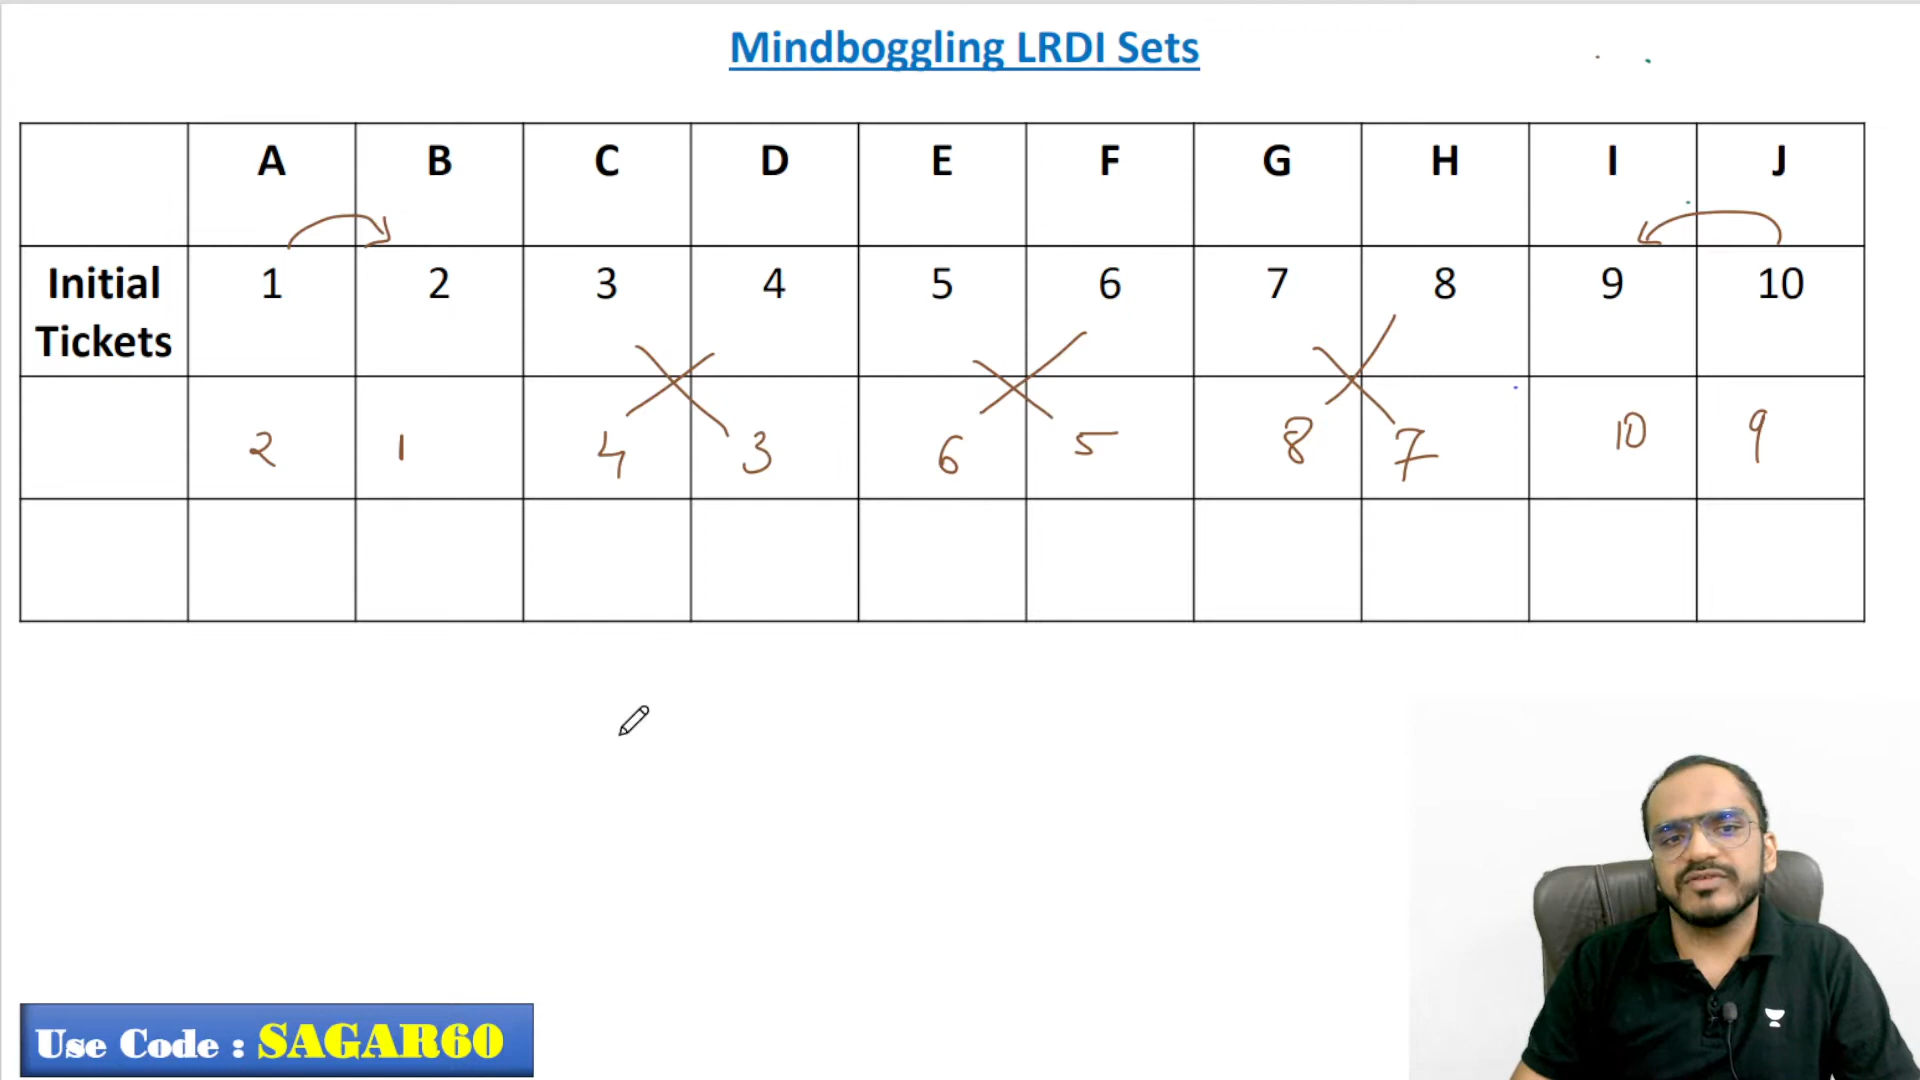 Mindboggling LRDI Sets
A B C D E F G H I J
Initial Tickets 1 2 3 4 5 6 7 8 9 10
2 1 4 3 6 5 8 7 10 9
Use Code : SAGAR60